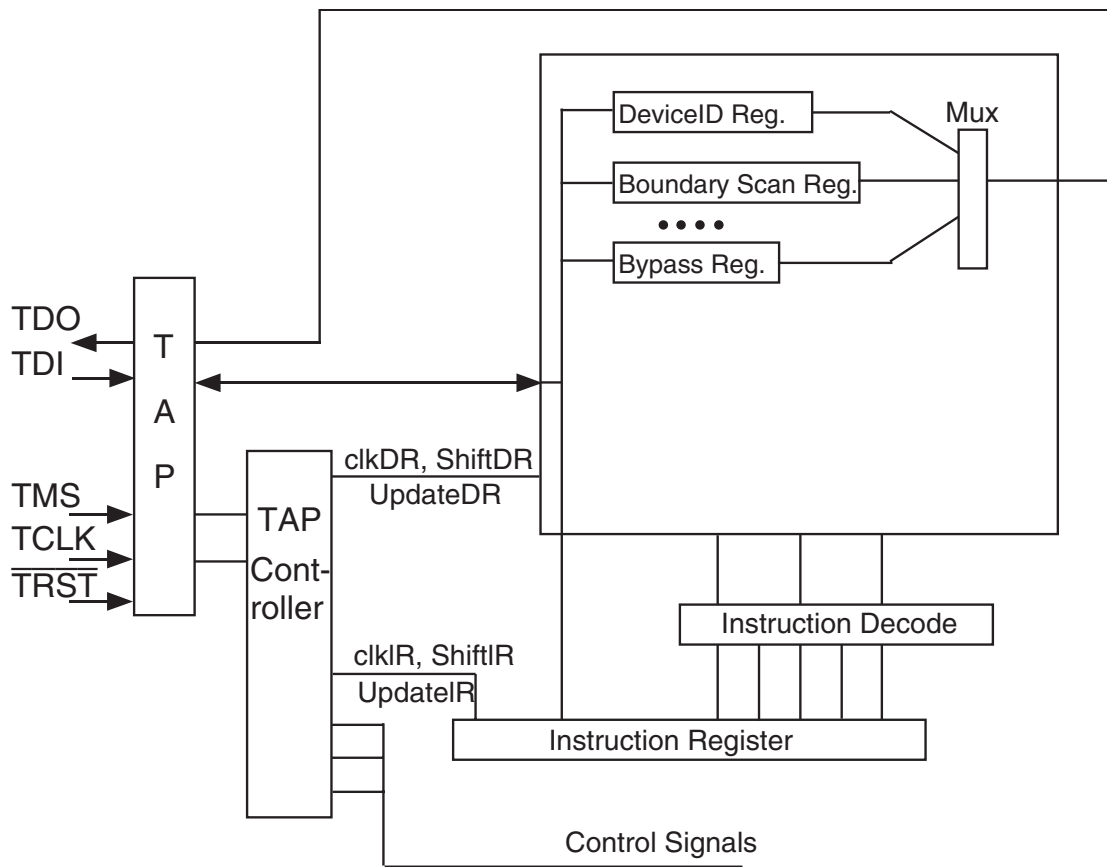 DeviceID Reg.
Mux
Boundary Scan Reg.
Bypass Reg.
TDO
TDI
T
A
P
TMS
TCLK
TRST
TAP
Cont-
roller
clkDR, ShiftDR
UpdateDR
Instruction Decode
clkIR, ShiftIR
UpdateIR
Instruction Register
Control Signals